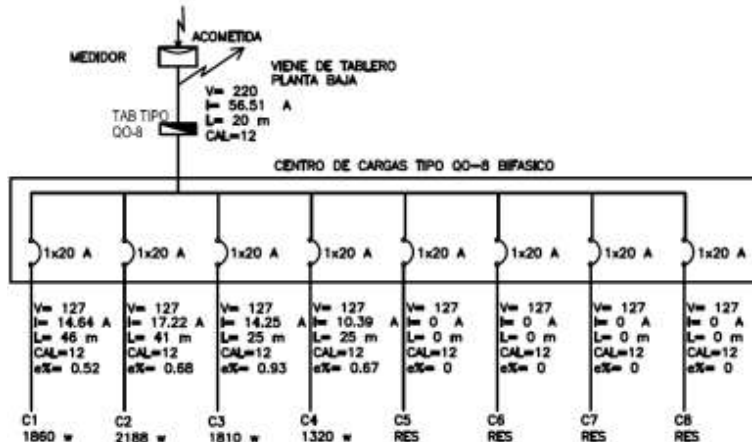 ACOMETIDA
MEDIDOR
VIENE DE TABLERO
PLANTA BAJA
V= 220
I= 56.51 A
L= 20 m
CAL=12
TAB TIPO
QO-8
CENTRO DE CARGAS TIPO QO-8 BIFASICO
1x20 A 1x20 A 1x20 A 1x20 A 1x20 A 1x20 A 1x20 A 1x20 A
V= 127 V= 127 V= 127 V= 127 V= 127 V= 127 V= 127 V= 127
I= 14.64 A I= 17.22 A I= 14.25 A I= 10.39 A I= 0 A I= 0 A I= 0 A I= 0 A
L= 46 m L= 41 m L= 25 m L= 25 m L= 0 m L= 0 m L= 0 m L= 0 m
CAL=12 CAL=12 CAL=12 CAL=12 CAL=12 CAL=12 CAL=12 CAL=12
e%= 0.52 e%= 0.68 e%= 0.93 e%= 0.67 e%= 0 e%= 0 e%= 0 e%= 0
C1 C2 C3 C4 C5 C6 C7 C8
1860 w 2188 w 1810 w 1320 w RES RES RES RES